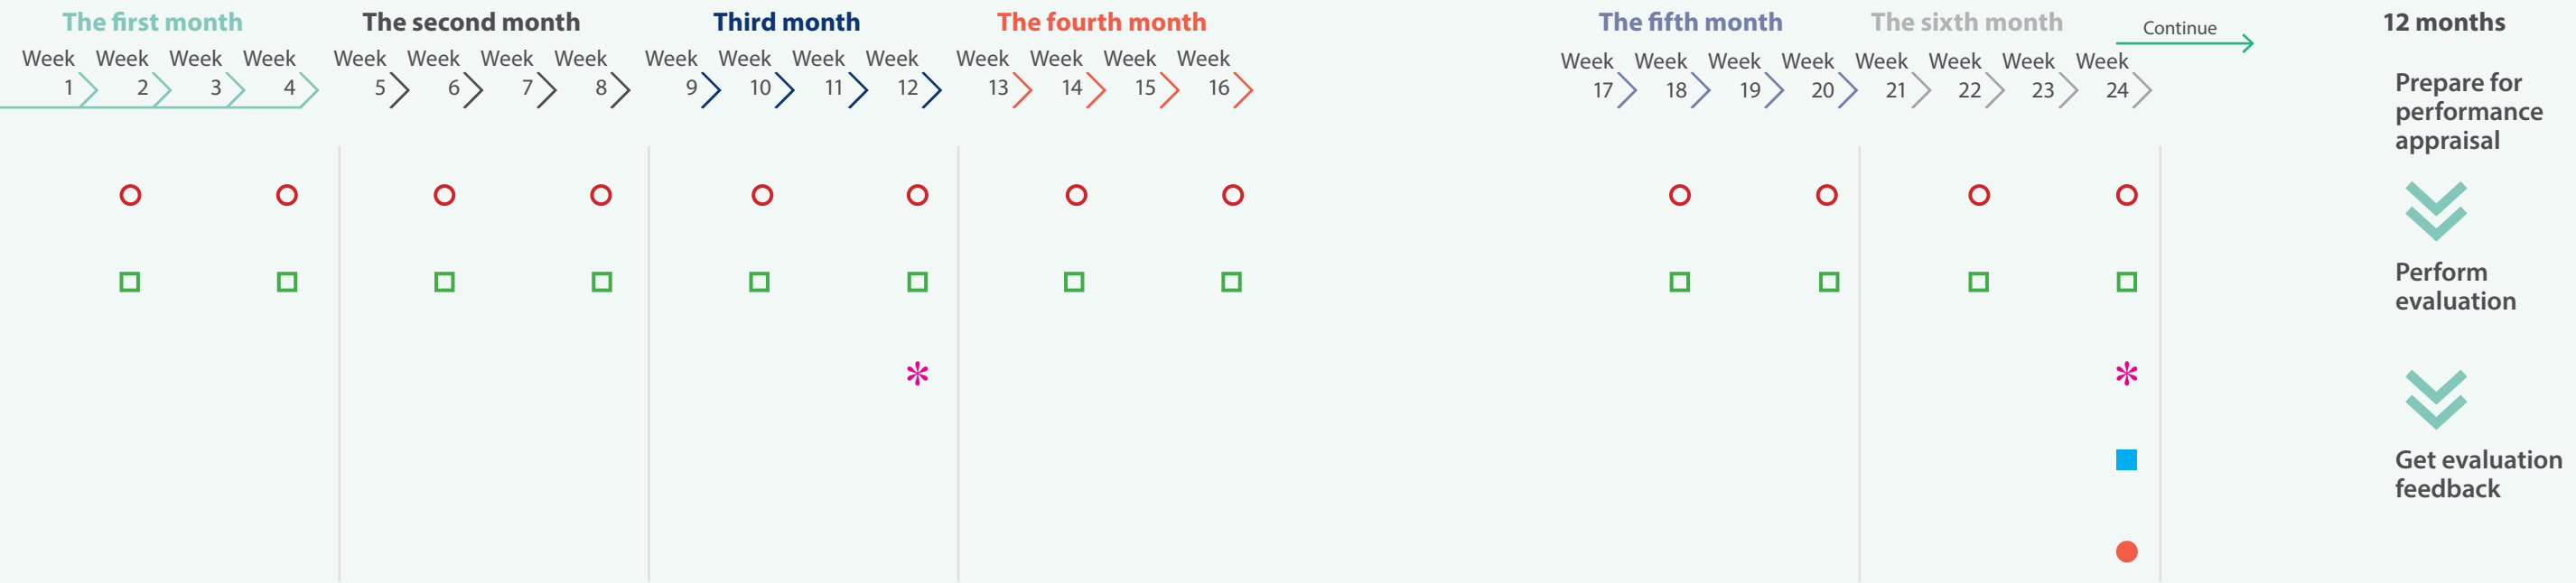 The first month
Week Week Week Week
1 2 3 4
The second month
Week Week Week Week
5 6 7 8
Third month
Week Week Week Week
9 10 11 12
The fourth month
Week Week Week Week
13 14 15 16
The fifth month
Week Week Week Week
17 18 19 20
The sixth month
Week Week Week Week
21 22 23 24
Continue
12 months
Prepare for
performance
appraisal
Perform
evaluation
Get evaluation
feedback